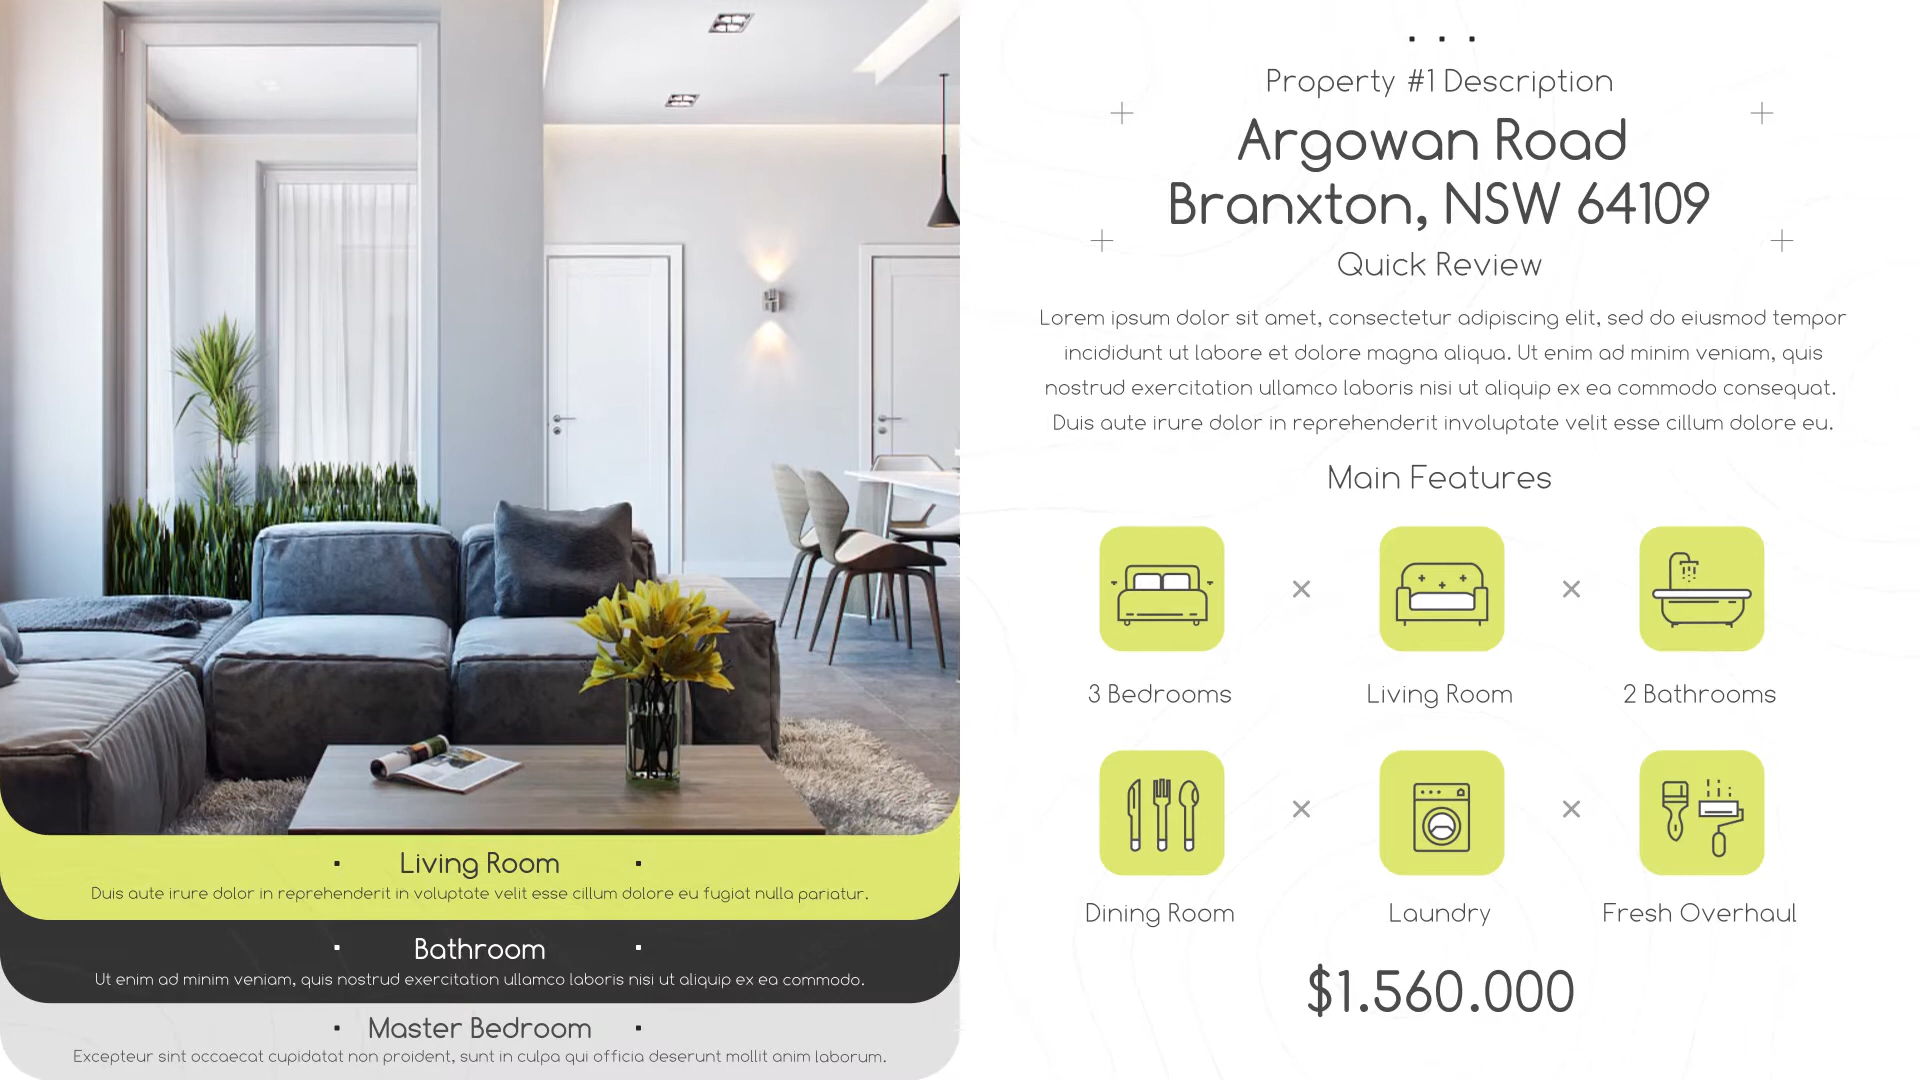 Property #1 Description
Argowan Road
Branxton, NSW 64109
Quick Review
Lorem ipsum dolor sit amet, consectetur adipiscing elit, sed do eiusmod tempor
incididunt ut labore et dolore magna aliqua. Ut enim ad minim veniam, quis
nostrud exercitation ullamco laboris nisi ut aliquip ex ea commodo consequat.
Duis aute irure dolor in reprehenderit involuptate velit esse cillum dolore eu.
Main Features
3 Bedrooms
Living Room
2 Bathrooms
Dining Room
Laundry
Fresh Overhaul
$1.560.000
Living Room
Duis aute irure dolor in reprehenderit in voluptate velit esse cillum dolore eu fugiat nulla pariatur.
Bathroom
Ut enim ad minim veniam, quis nostrud exercitation ullamco laboris nisi ut aliquip ex ea commodo.
Master Bedroom
Excepteur sint occaecat cupidatat non proident, sunt in culpa qui officia deserunt mollit anim laborum.